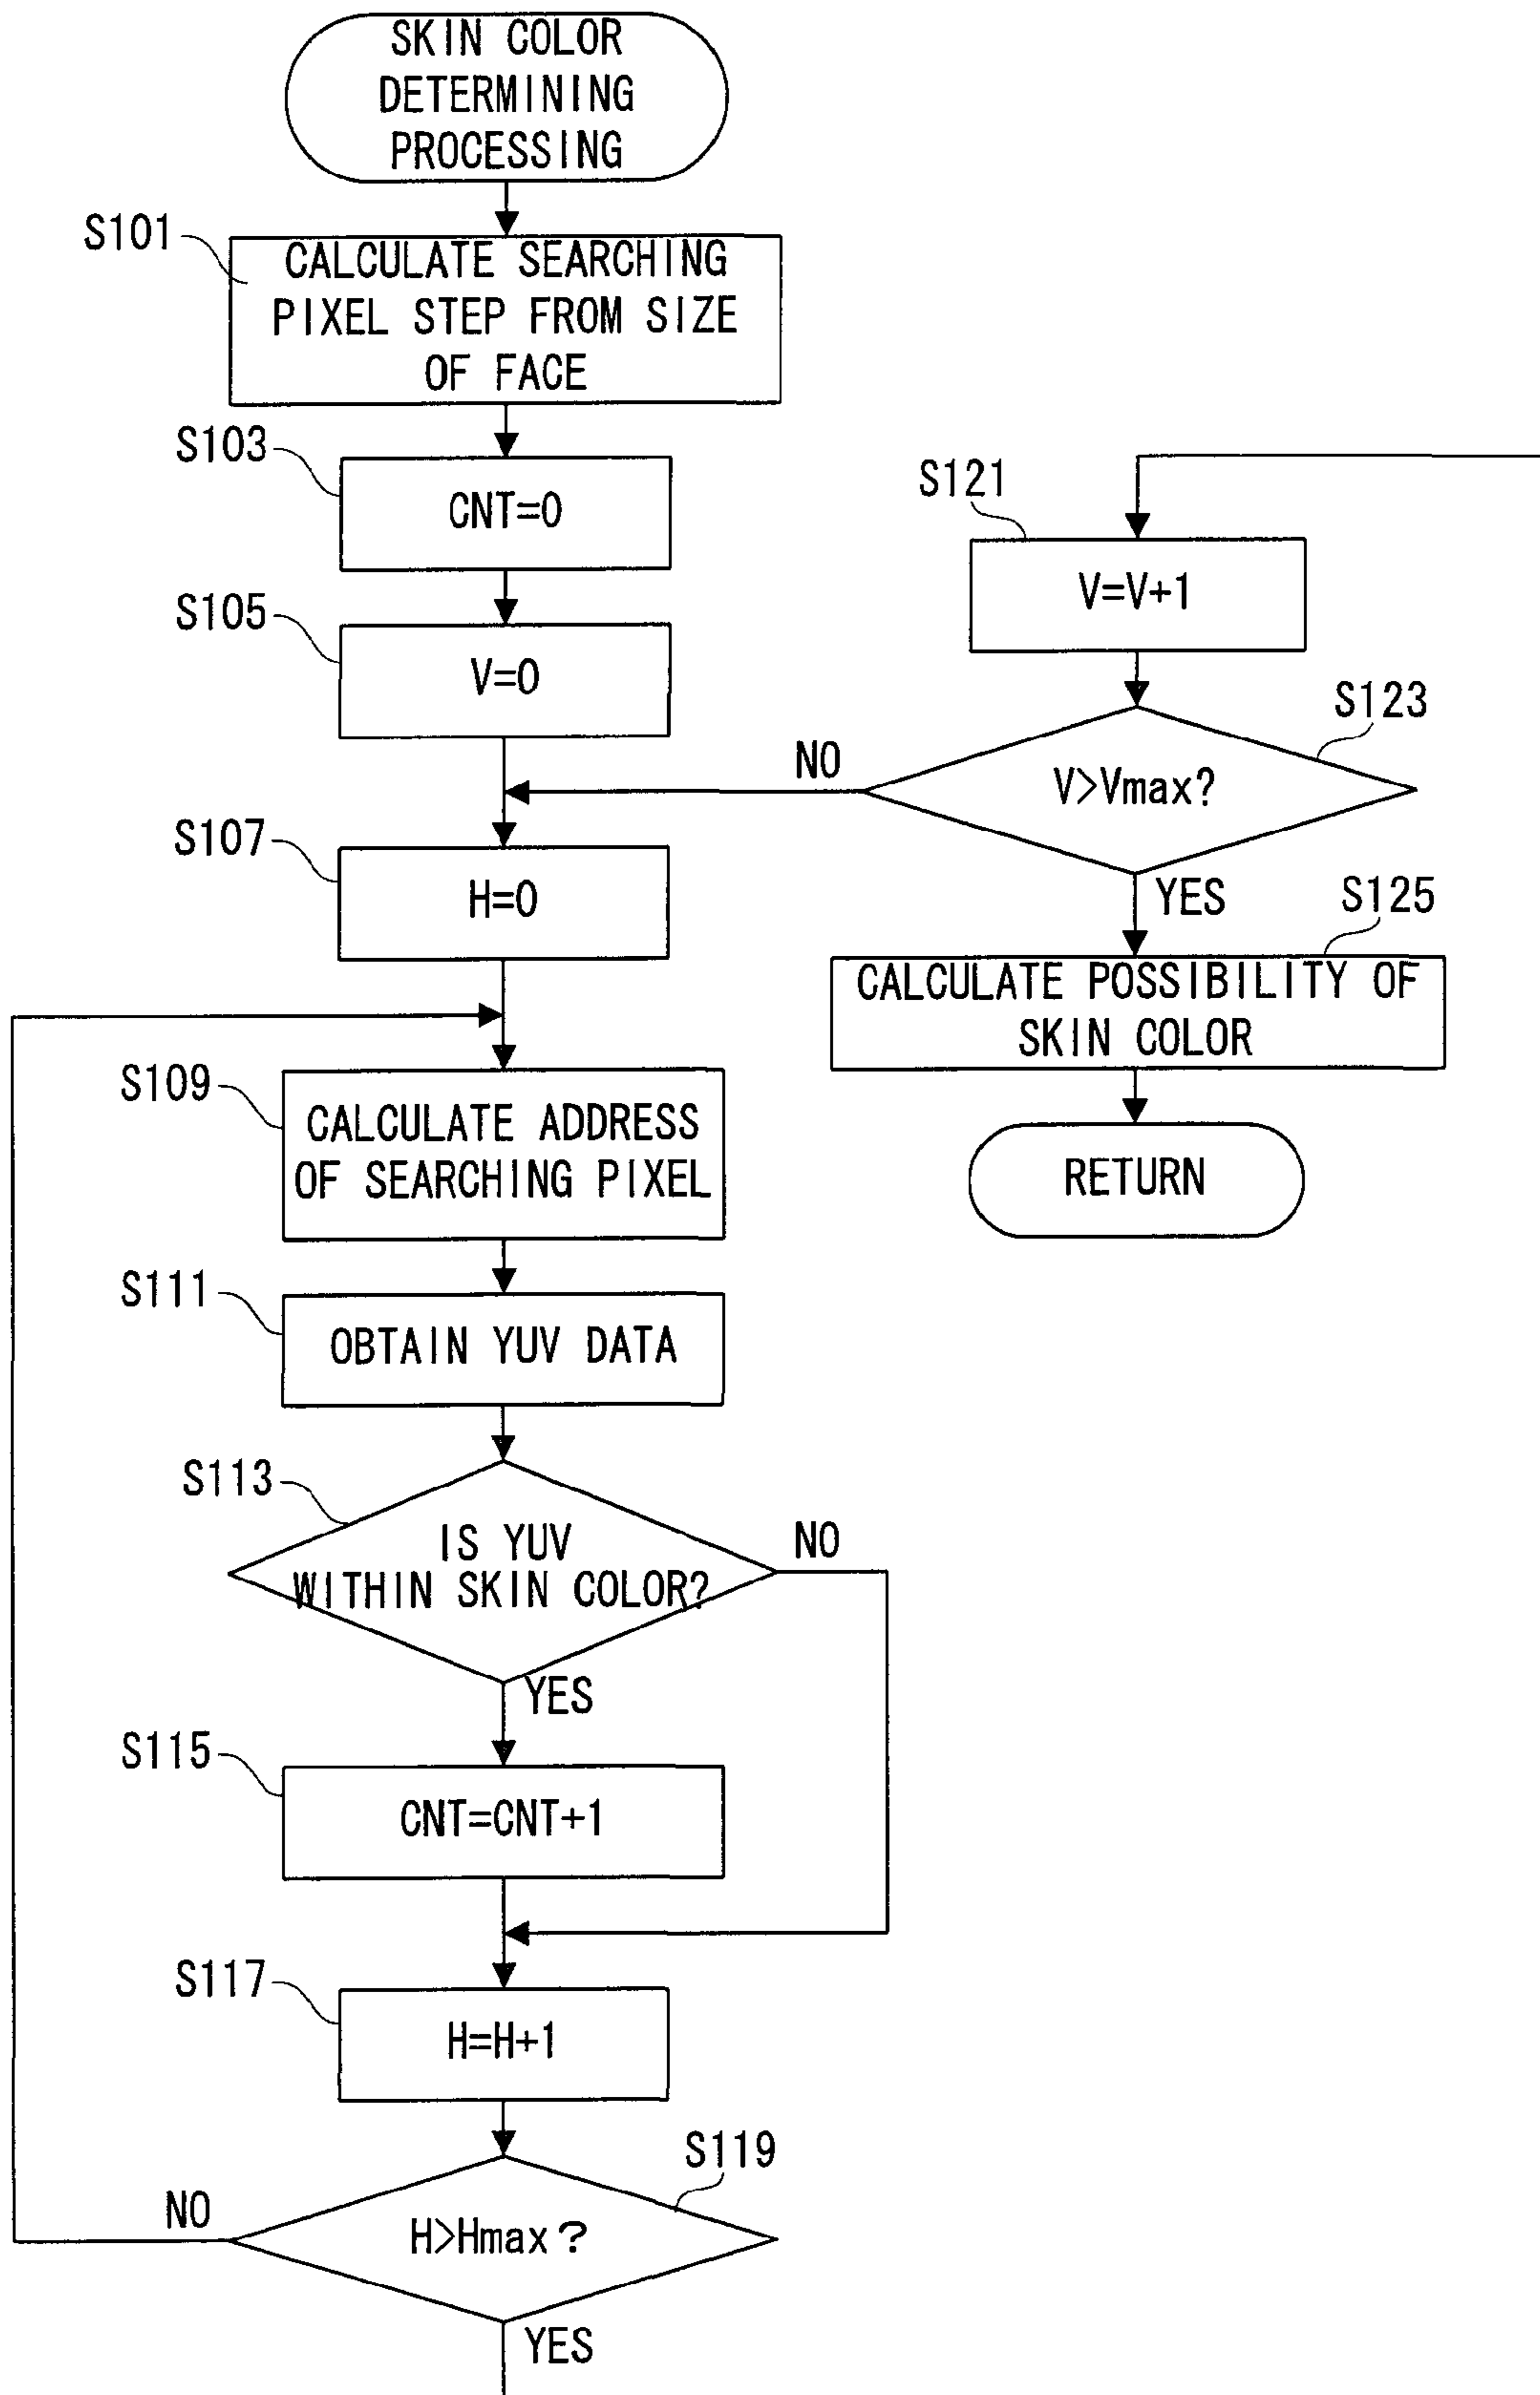 SKIN COLOR
DETERMINING
PROCESSING
S101
CALCULATE SEARCHING
PIXEL STEP FROM SIZE
OF FACE
S103
CNT=0
S105
V=0
S107
H=0
S109
CALCULATE ADDRESS
OF SEARCHING PIXEL
S111
OBTAIN YUV DATA
S113
IS YUV
WITHIN SKIN COLOR?
NO
YES
S115
CNT=CNT+1
S117
H=H+1
S119
H>Hmax?
NO
YES
S121
V=V+1
S123
V>Vmax?
NO
YES
S125
CALCULATE POSSIBILITY OF
SKIN COLOR
RETURN